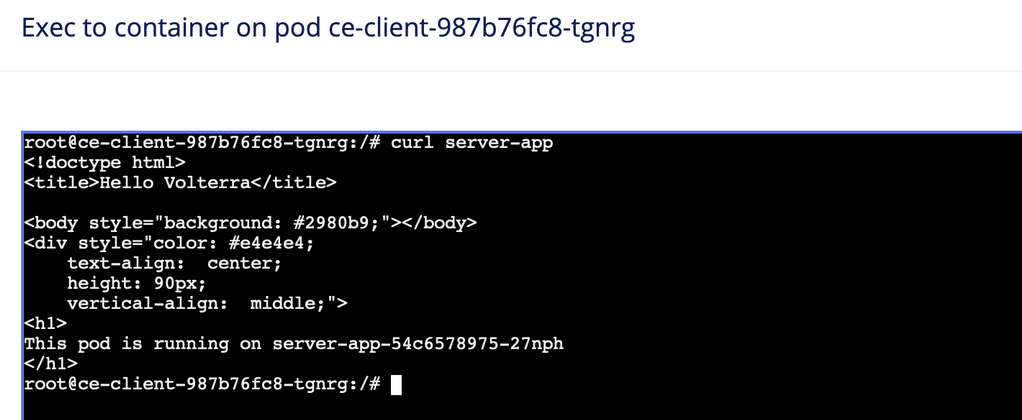 Exec to container on pod ce-client-987b76fc8-tgnrg
root@ce-client-987b76fc8-tgnrg:/# curl server-app
<!doctype html>
<title>Hello Volterra</title>
<body style="background: #2980b9;"></body>
<div style="color: #e4e4e4;
    text-align:  center;
    height: 90px;
    vertical-align:  middle;">
<h1>
This pod is running on server-app-54c6578975-27nph
</h1>
root@ce-client-987b76fc8-tgnrg:/#